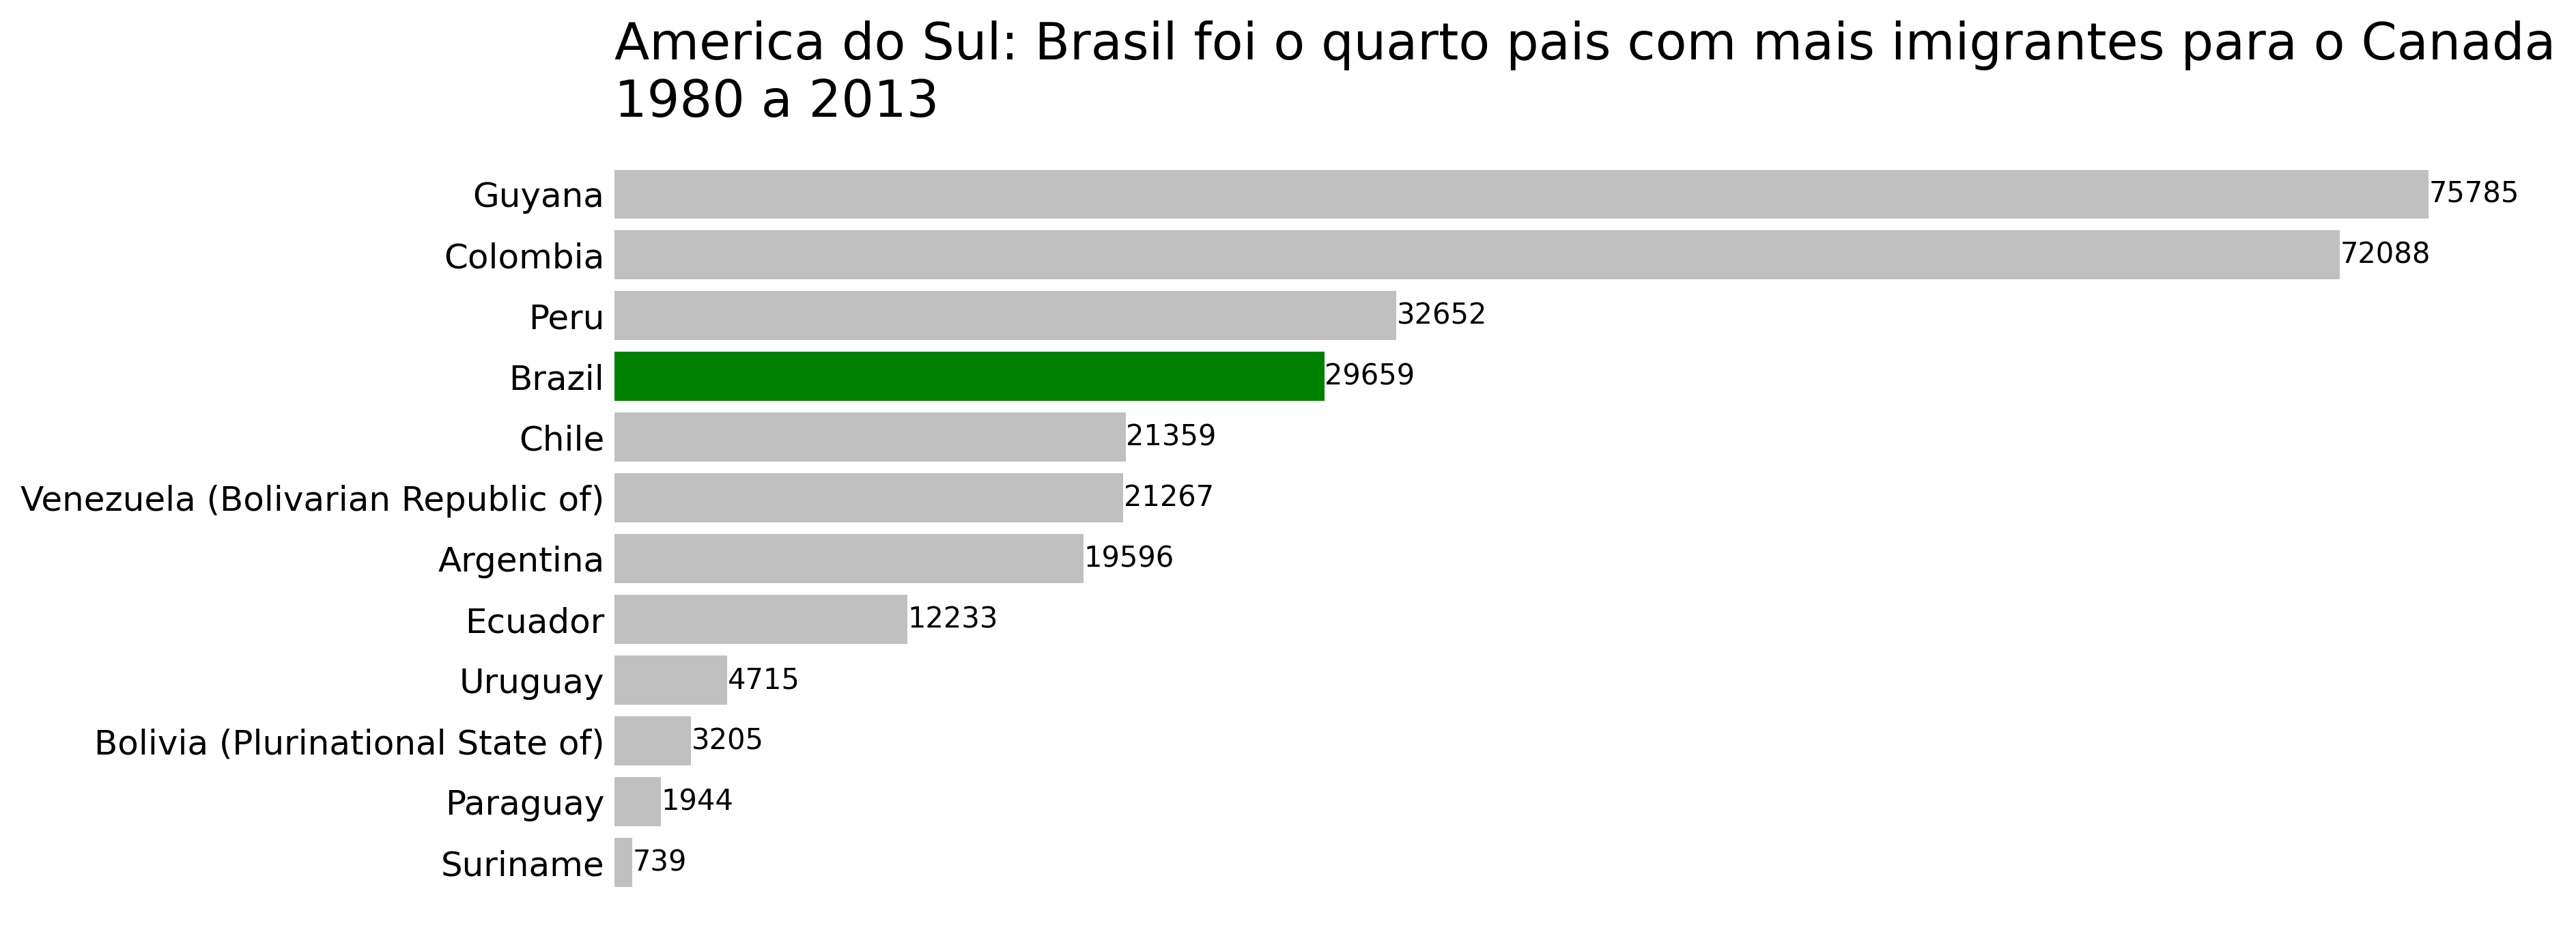 America do Sul: Brasil foi o quarto pais com mais imigrantes para o Canada
1980 a 2013
Guyana 75785
Colombia 72088
Peru 32652
Brazil 29659
Chile 21359
Venezuela (Bolivarian Republic of) 21267
Argentina 19596
Ecuador 12233
Uruguay 4715
Bolivia (Plurinational State of) 3205
Paraguay 1944
Suriname 739